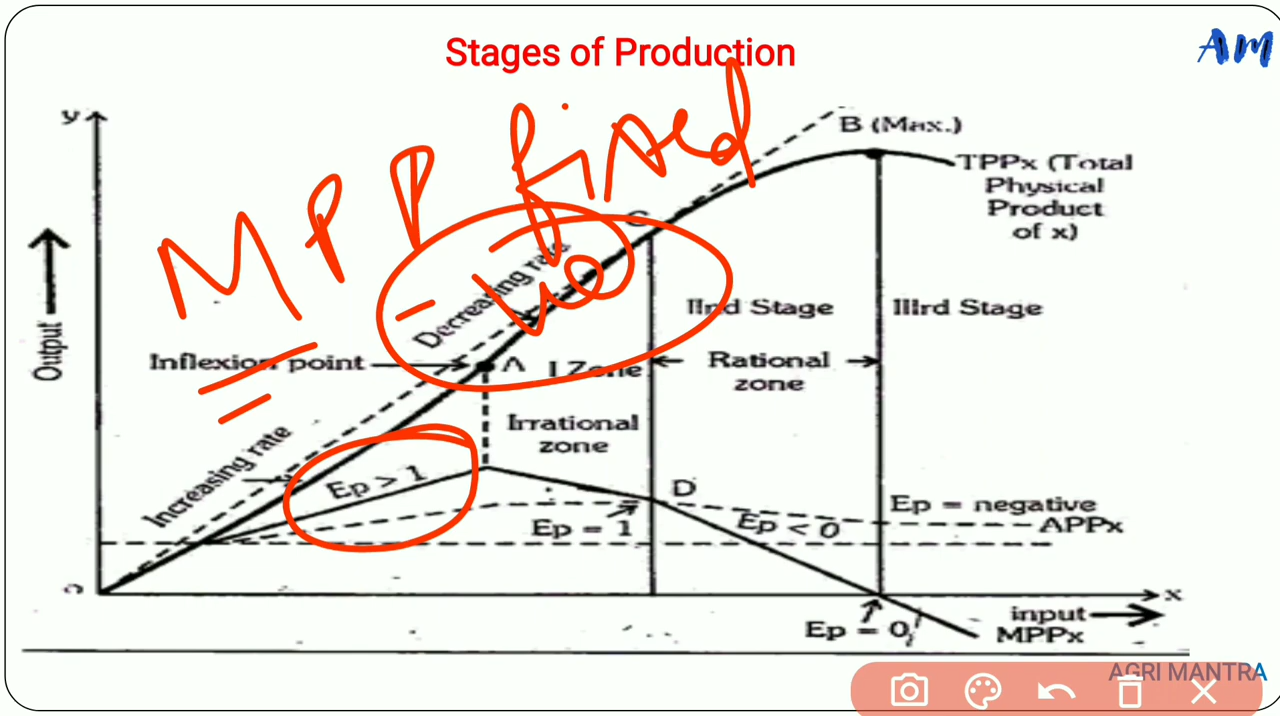 Stages of Production
AM
y
B (Max.)
TPPx (Total
Physical
Product
of x)
MPP fixed
C
Decreasing rate
IInd Stage
IIIrd Stage
Output
Inflexion point
A
I Zone
Rational
zone
Irrational
zone
Increasing rate
Ep > 1
D
Ep = negative
APPx
Ep = 1
Ep < 0
x
input
Ep = 0
MPPx
AGRI MANTRA